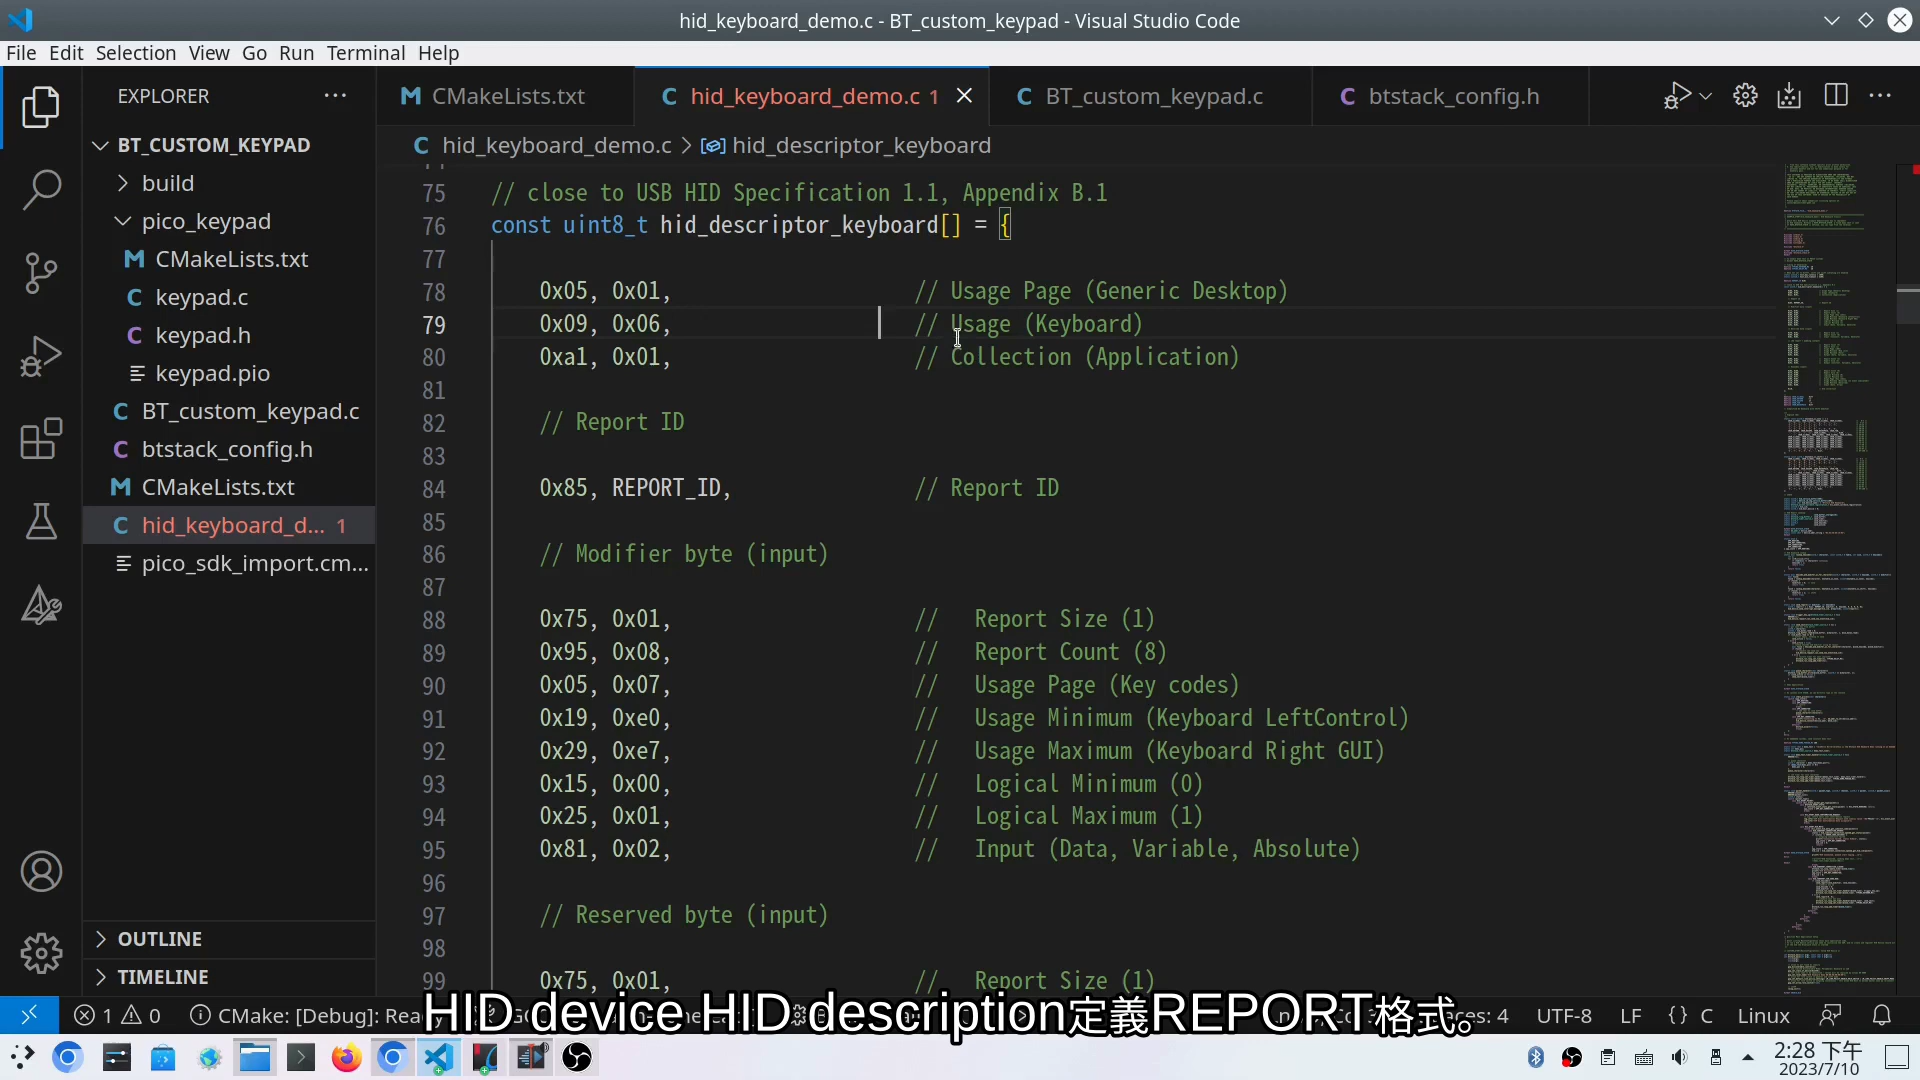 hid_keyboard_demo.c - BT_custom_keypad - Visual Studio Code
File Edit Selection View Go Run Terminal Help
EXPLORER
BT_CUSTOM_KEYPAD
build
pico_keypad
CMakeLists.txt
keypad.c
keypad.h
keypad.pio
BT_custom_keypad.c
btstack_config.h
CMakeLists.txt
hid_keyboard_d... 1
pico_sdk_import.cm...
OUTLINE
TIMELINE
CMakeLists.txt
hid_keyboard_demo.c 1
BT_custom_keypad.c
btstack_config.h
hid_keyboard_demo.c > hid_descriptor_keyboard
75 // close to USB HID Specification 1.1, Appendix B.1
76 const uint8_t hid_descriptor_keyboard[] = {
77
78 0x05, 0x01, // Usage Page (Generic Desktop)
79 0x09, 0x06, // Usage (Keyboard)
80 0xa1, 0x01, // Collection (Application)
81
82 // Report ID
83
84 0x85, REPORT_ID, // Report ID
85
86 // Modifier byte (input)
87
88 0x75, 0x01, // Report Size (1)
89 0x95, 0x08, // Report Count (8)
90 0x05, 0x07, // Usage Page (Key codes)
91 0x19, 0xe0, // Usage Minimum (Keyboard LeftControl)
92 0x29, 0xe7, // Usage Maximum (Keyboard Right GUI)
93 0x15, 0x00, // Logical Minimum (0)
94 0x25, 0x01, // Logical Maximum (1)
95 0x81, 0x02, // Input (Data, Variable, Absolute)
96
97 // Reserved byte (input)
98
99 0x75, 0x01, // Report Size (1)
HID device HID description定義REPORT格式。
1 0 CMake: [Debug]: Ready
UTF-8 LF {} C Linux
2:28 下午
2023/7/10